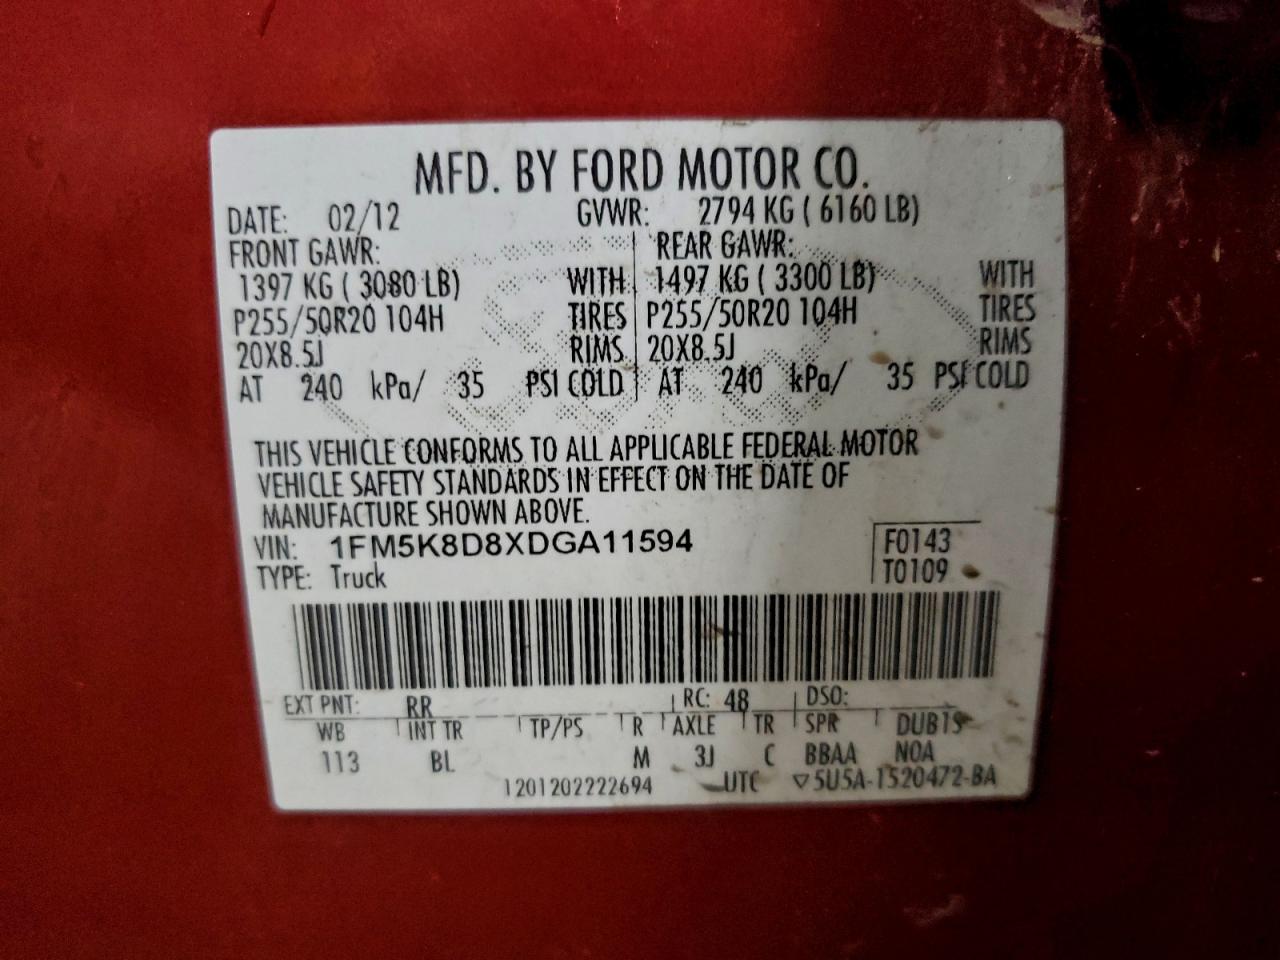 MFD. BY FORD MOTOR CO.
DATE: 02/12 GVWR: 2794 KG ( 6160 LB)
FRONT GAWR: REAR GAWR:
1397 KG ( 3080 LB) WITH 1497 KG ( 3300 LB) WITH
P255/50R20 104H TIRES P255/50R20 104H TIRES
20X8.5J RIMS 20X8.5J RIMS
AT 240 kPa/ 35 PSI COLD AT 240 kPa/ 35 PSI COLD
THIS VEHICLE CONFORMS TO ALL APPLICABLE FEDERAL MOTOR
VEHICLE SAFETY STANDARDS IN EFFECT ON THE DATE OF
MANUFACTURE SHOWN ABOVE.
VIN: 1FM5K8D8XDGA11594 F0143
TYPE: Truck T0109
EXT PNT: RR RC: 48 DSO:
WB INT TR TP/PS R AXLE TR SPR DUB1S
113 BL M 3J C BBAA NOA
1201202222694 UTC ▽5U5A-1520472-BA